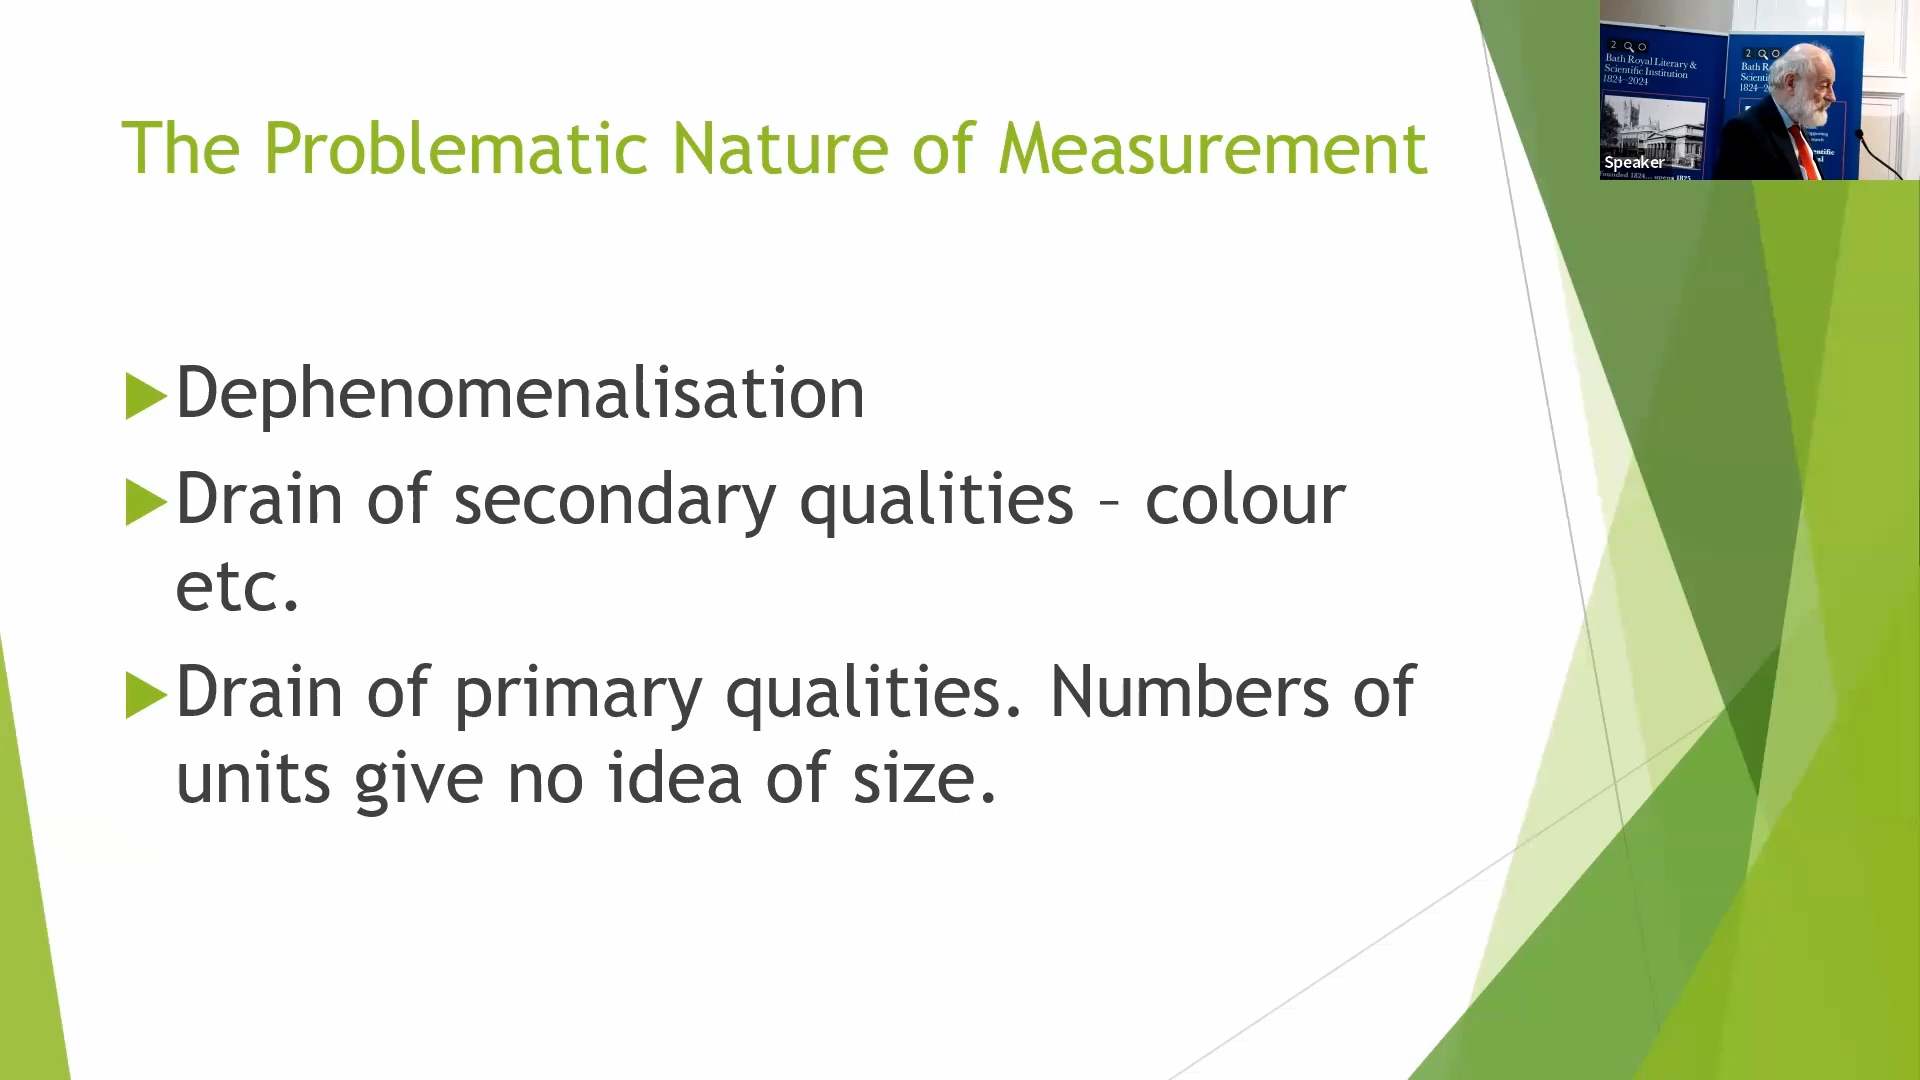 The Problematic Nature of Measurement
Dephenomenalisation
Drain of secondary qualities – colour
etc.
Drain of primary qualities. Numbers of
units give no idea of size.
Bath Royal Literary &
Scientific Institution
1824–2024
Speaker